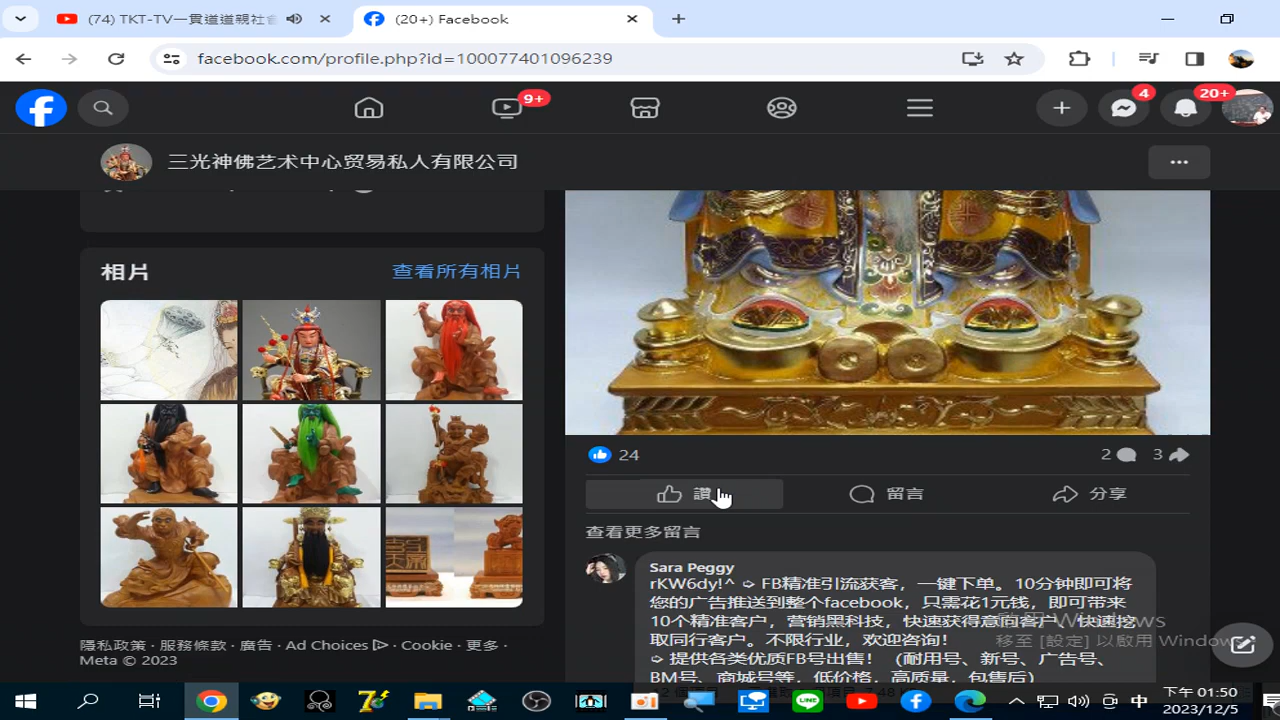 (74) TKT-TV一貫道道親社會
(20+) Facebook
facebook.com/profile.php?id=100077401096239
9+
4
20+
三光神佛艺术中心贸易私人有限公司
相片
查看所有相片
24
2
3
讚
留言
分享
查看更多留言
Sara Peggy
rKW6dy!^ ➭ FB精准引流获客，一键下单。10分钟即可将
您的广告推送到整个facebook，只需花1元钱，即可带来
10个精准客户，营销黑科技，快速获得意向客户，快速挖
取同行客户。不限行业，欢迎咨询！
➭ 提供各类优质FB号出售！（耐用号、新号、广告号、
BM号、商城号等，低价格，高质量，包售后）
啟用 Windows
移至 [設定] 以啟用 Windows
隱私政策 · 服務條款 · 廣告 · Ad Choices ▷ · Cookie · 更多 ·
Meta © 2023
中
下午 01:50
2023/12/5